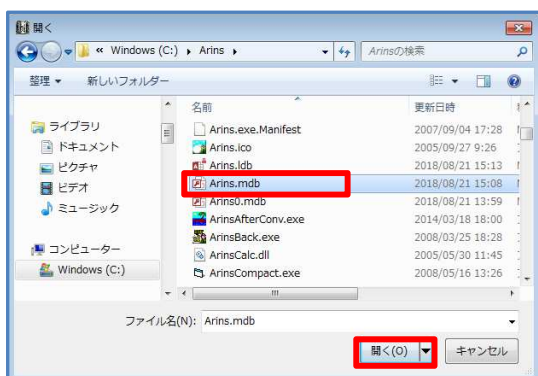 開く
« Windows (C:) ▸ Arins ▸
Arinsの検索
整理 ▼ 新しいフォルダー
名前 更新日時
ライブラリ
ドキュメント
ピクチャ
ビデオ
ミュージック
コンピューター
Windows (C:)
Arins.exe.Manifest 2007/09/04 17:28
Arins.ico 2005/09/27 9:26
Arins.ldb 2018/08/21 15:13
Arins.mdb 2018/08/21 15:08
Arins0.mdb 2018/08/21 13:59
ArinsAfterConv.exe 2014/03/18 18:00
ArinsBack.exe 2008/03/25 18:28
ArinsCalc.dll 2005/05/30 11:45
ArinsCompact.exe 2008/05/16 13:26
ファイル名(N): Arins.mdb
開く(O) キャンセル